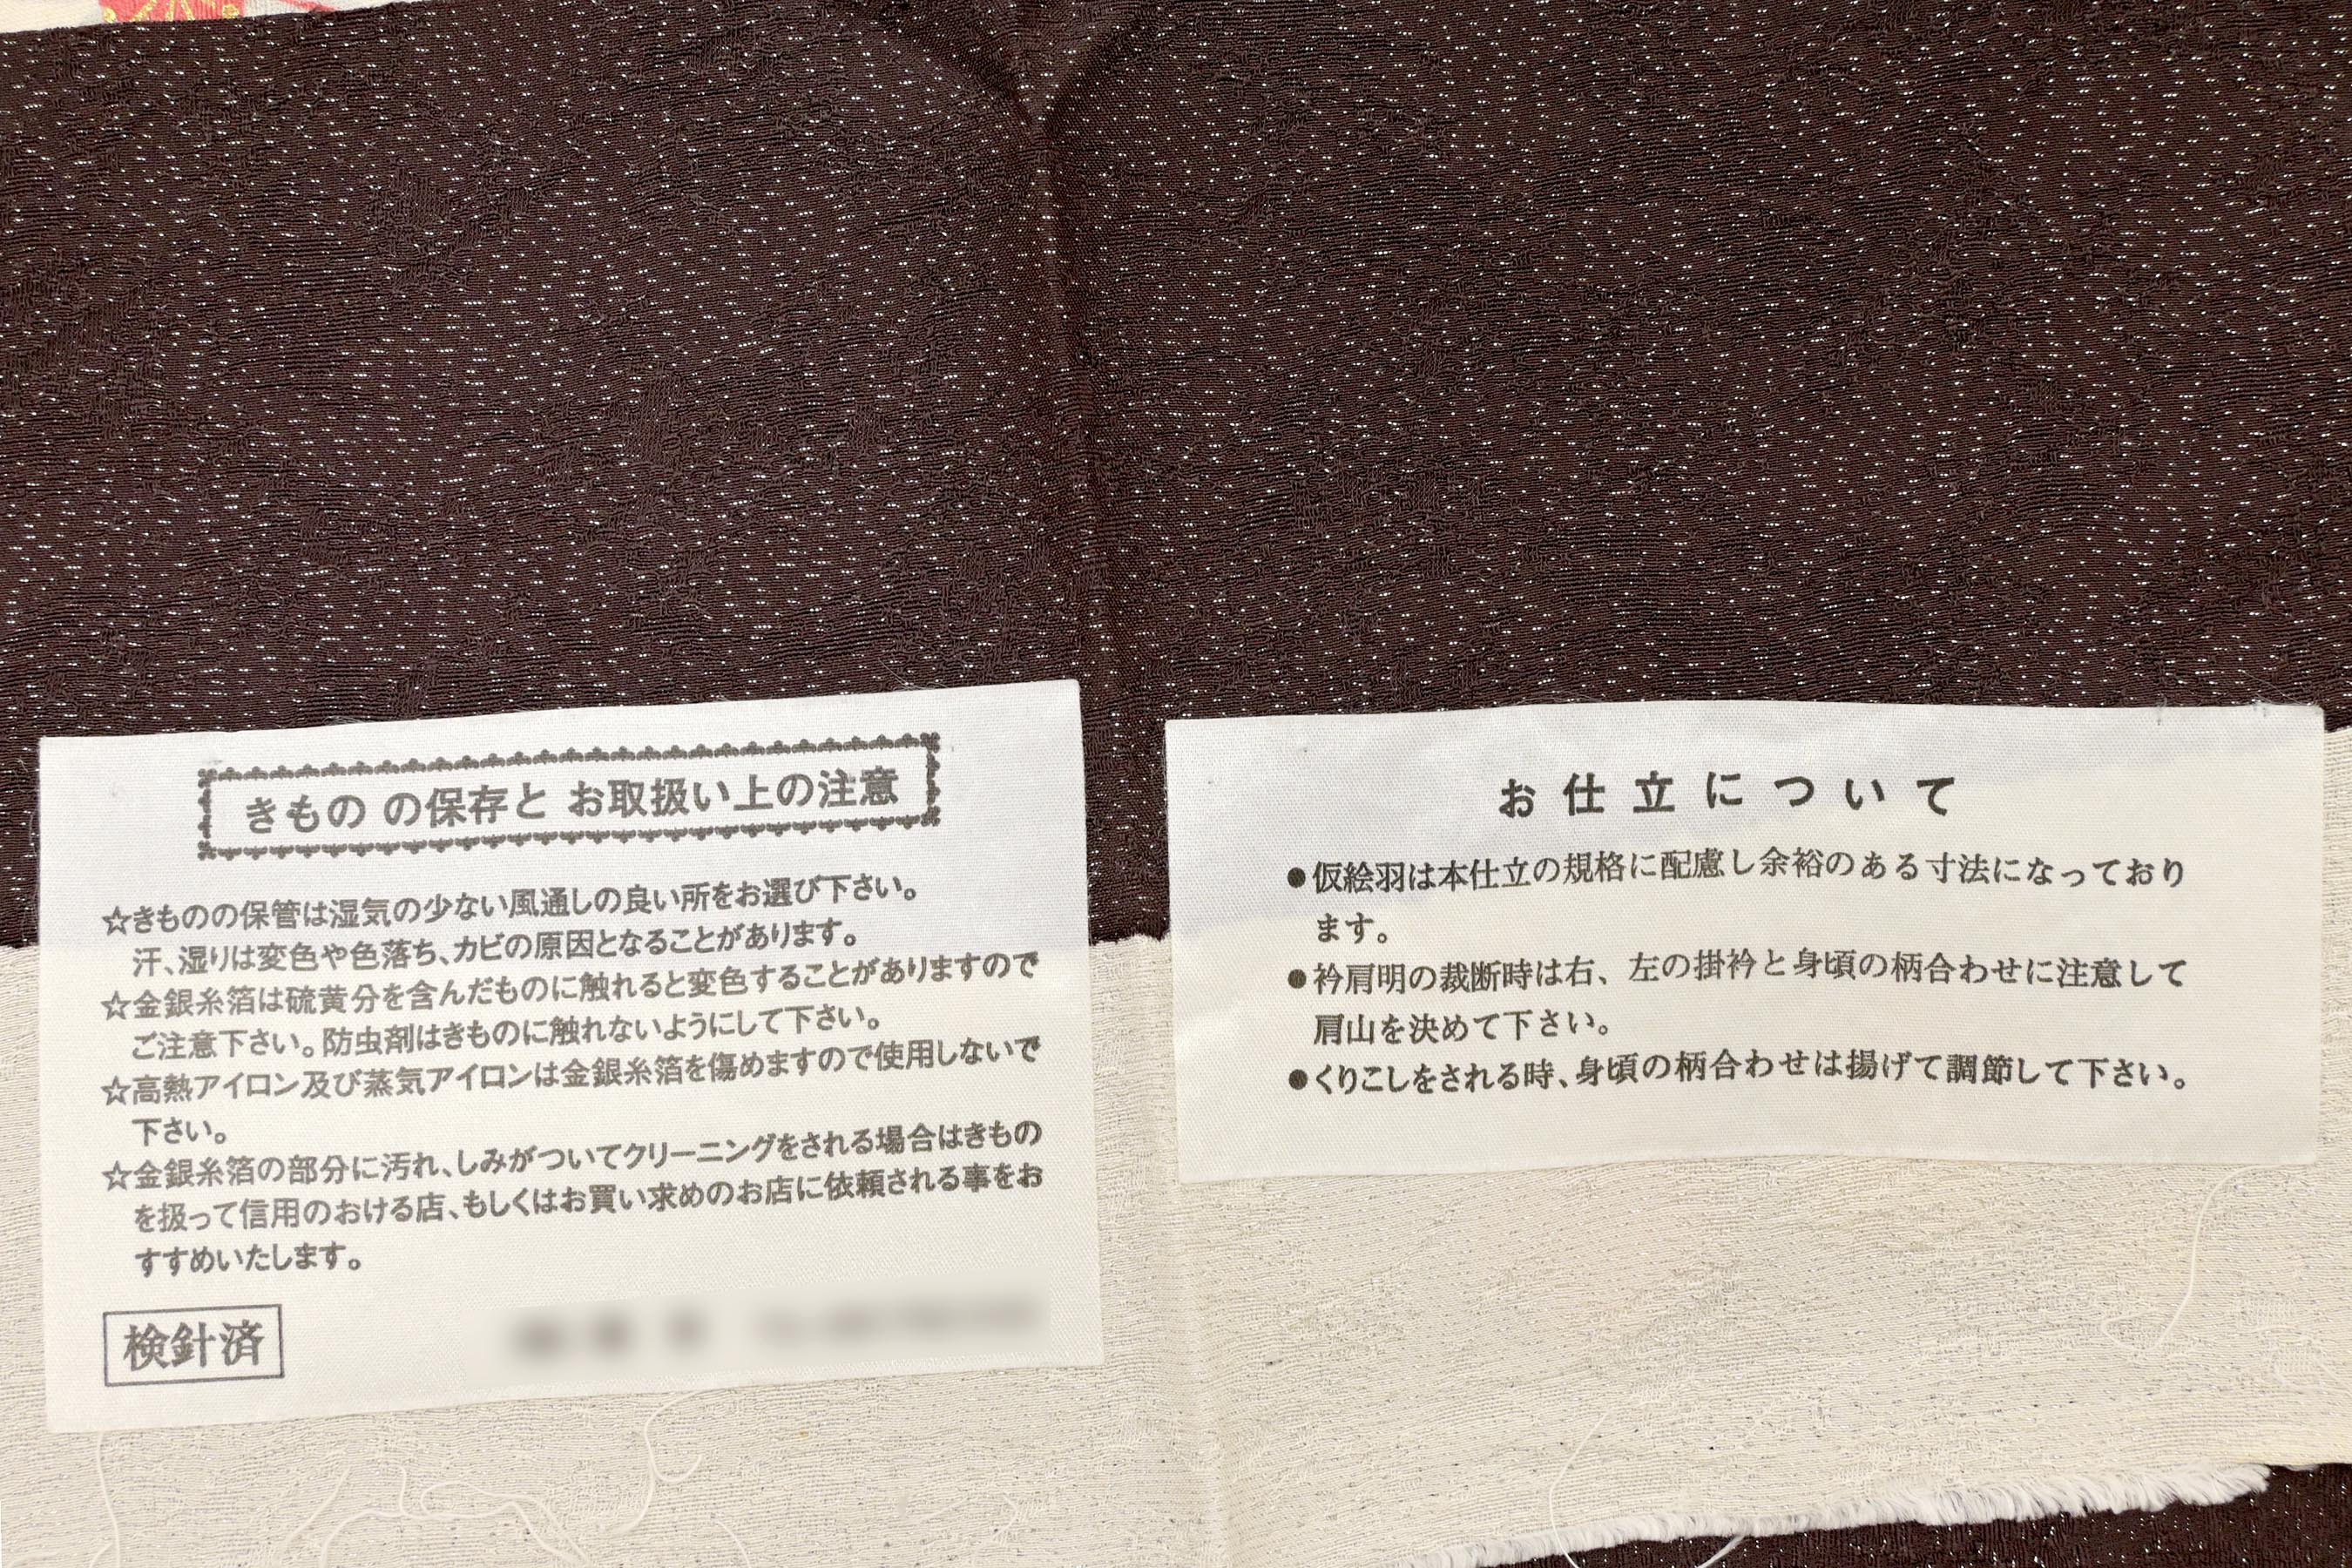 きもの の保存と お取扱い上の注意
☆きものの保管は湿気の少ない風通しの良い所をお選び下さい。
汗、湿りは変色や色落ち、カビの原因となることがあります。
☆金銀糸箔は硫黄分を含んだものに触れると変色することがありますので
ご注意下さい。防虫剤はきものに触れないようにして下さい。
☆高熱アイロン及び蒸気アイロンは金銀糸箔を傷めますので使用しないで
下さい。
☆金銀糸箔の部分に汚れ、しみがついてクリーニングをされる場合はきもの
を扱って信用のおける店、もしくはお買い求めのお店に依頼される事をお
すすめいたします。
検針済
お仕立について
●仮絵羽は本仕立の規格に配慮し余裕のある寸法になっており
ます。
●衿肩明の裁断時は右、左の掛衿と身頃の柄合わせに注意して
肩山を決めて下さい。
●くりこしをされる時、身頃の柄合わせは揚げて調節して下さい。